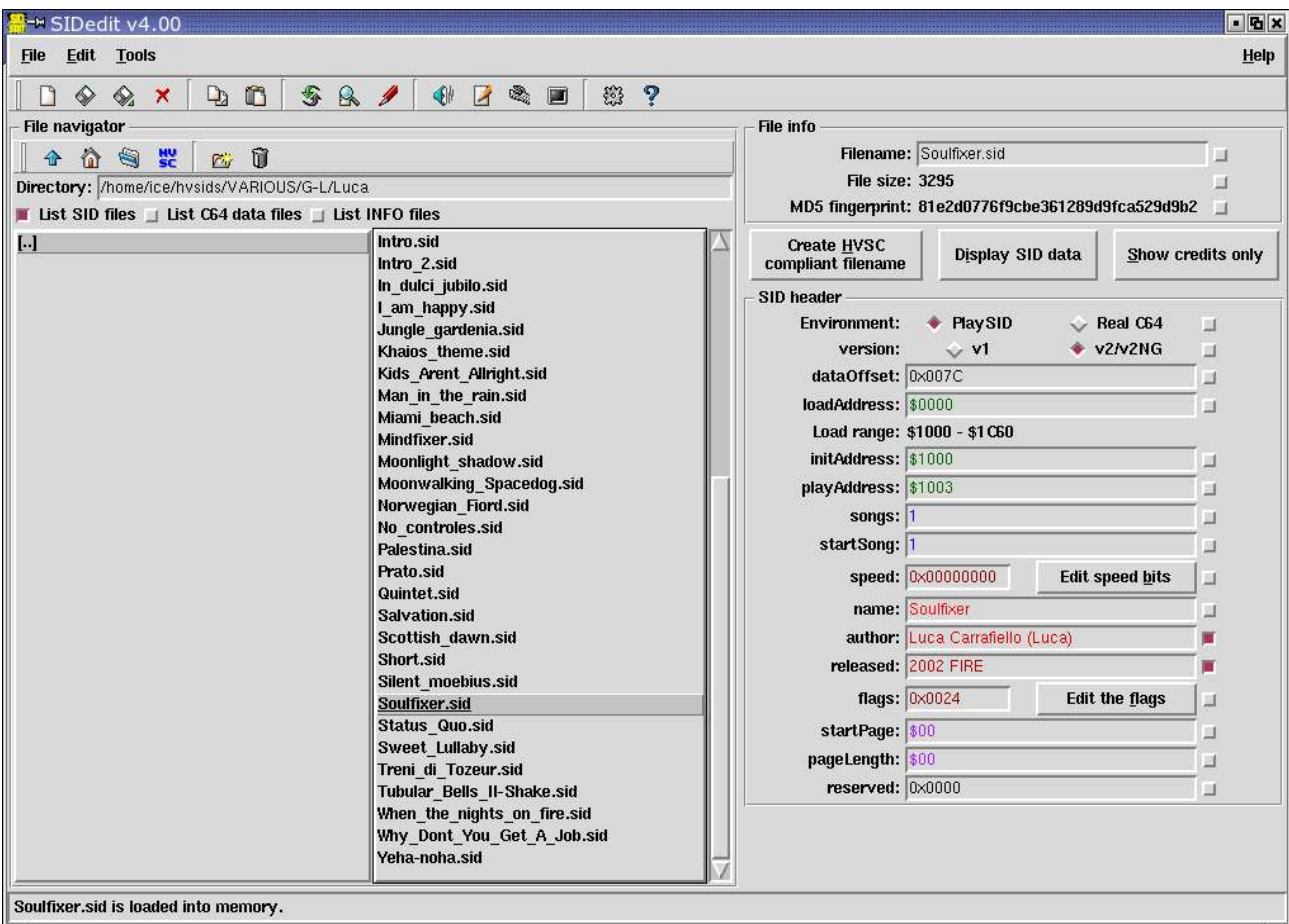 SIDedit v4.00
File Edit Tools Help
File navigator
HV SC
Directory: /home/ice/hvsids/VARIOUS/G-L/Luca
List SID files List C64 data files List INFO files
[..]
Intro.sid
Intro_2.sid
In_dulci_jubilo.sid
I_am_happy.sid
Jungle_gardenia.sid
Khaios_theme.sid
Kids_Arent_Allright.sid
Man_in_the_rain.sid
Miami_beach.sid
Mindfixer.sid
Moonlight_shadow.sid
Moonwalking_Spacedog.sid
Norwegian_Fiord.sid
No_controles.sid
Palestina.sid
Prato.sid
Quintet.sid
Salvation.sid
Scottish_dawn.sid
Short.sid
Silent_moebius.sid
Soulfixer.sid
Status_Quo.sid
Sweet_Lullaby.sid
Treni_di_Tozeur.sid
Tubular_Bells_II-Shake.sid
When_the_nights_on_fire.sid
Why_Dont_You_Get_A_Job.sid
Yeha-noha.sid
File info
Filename: Soulfixer.sid
File size: 3295
MD5 fingerprint: 81e2d0776f9cbe361289d9fca529d9b2
Create HVSC compliant filename
Display SID data
Show credits only
SID header
Environment: PlaySID Real C64
version: v1 v2/v2NG
dataOffset: 0x007C
loadAddress: $0000
Load range: $1000 - $1C60
initAddress: $1000
playAddress: $1003
songs: 1
startSong: 1
speed: 0x00000000 Edit speed bits
name: Soulfixer
author: Luca Carrafiello (Luca)
released: 2002 FIRE
flags: 0x0024 Edit the flags
startPage: $00
pageLength: $00
reserved: 0x0000
Soulfixer.sid is loaded into memory.